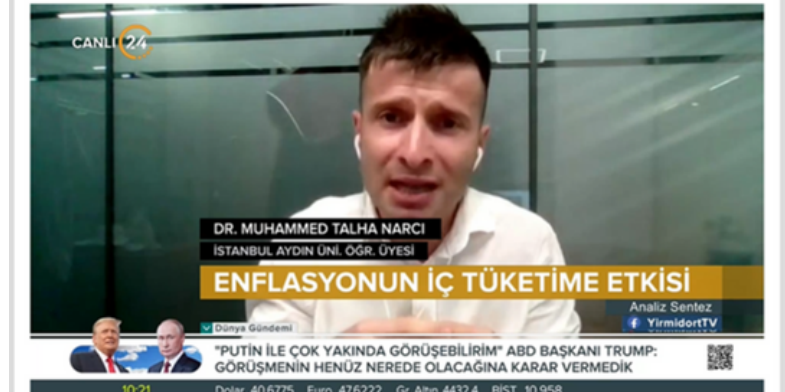 CANLI 24
DR. MUHAMMED TALHA NARCI
İSTANBUL AYDIN ÜNİ. ÖĞR. ÜYESİ
ENFLASYONUN İÇ TÜKETİME ETKİSİ
Analiz Sentez
YirmidortTV
Dünya Gündemi
"PUTİN İLE ÇOK YAKINDA GÖRÜŞEBİLİRİM" ABD BAŞKANI TRUMP:
GÖRÜŞMENİN HENÜZ NEREDE OLACAĞINA KARAR VERMEDİK
10:21 Dolar 40.6775 Euro 47.6222 Gr. Altın 4432.4 BİST 10.958